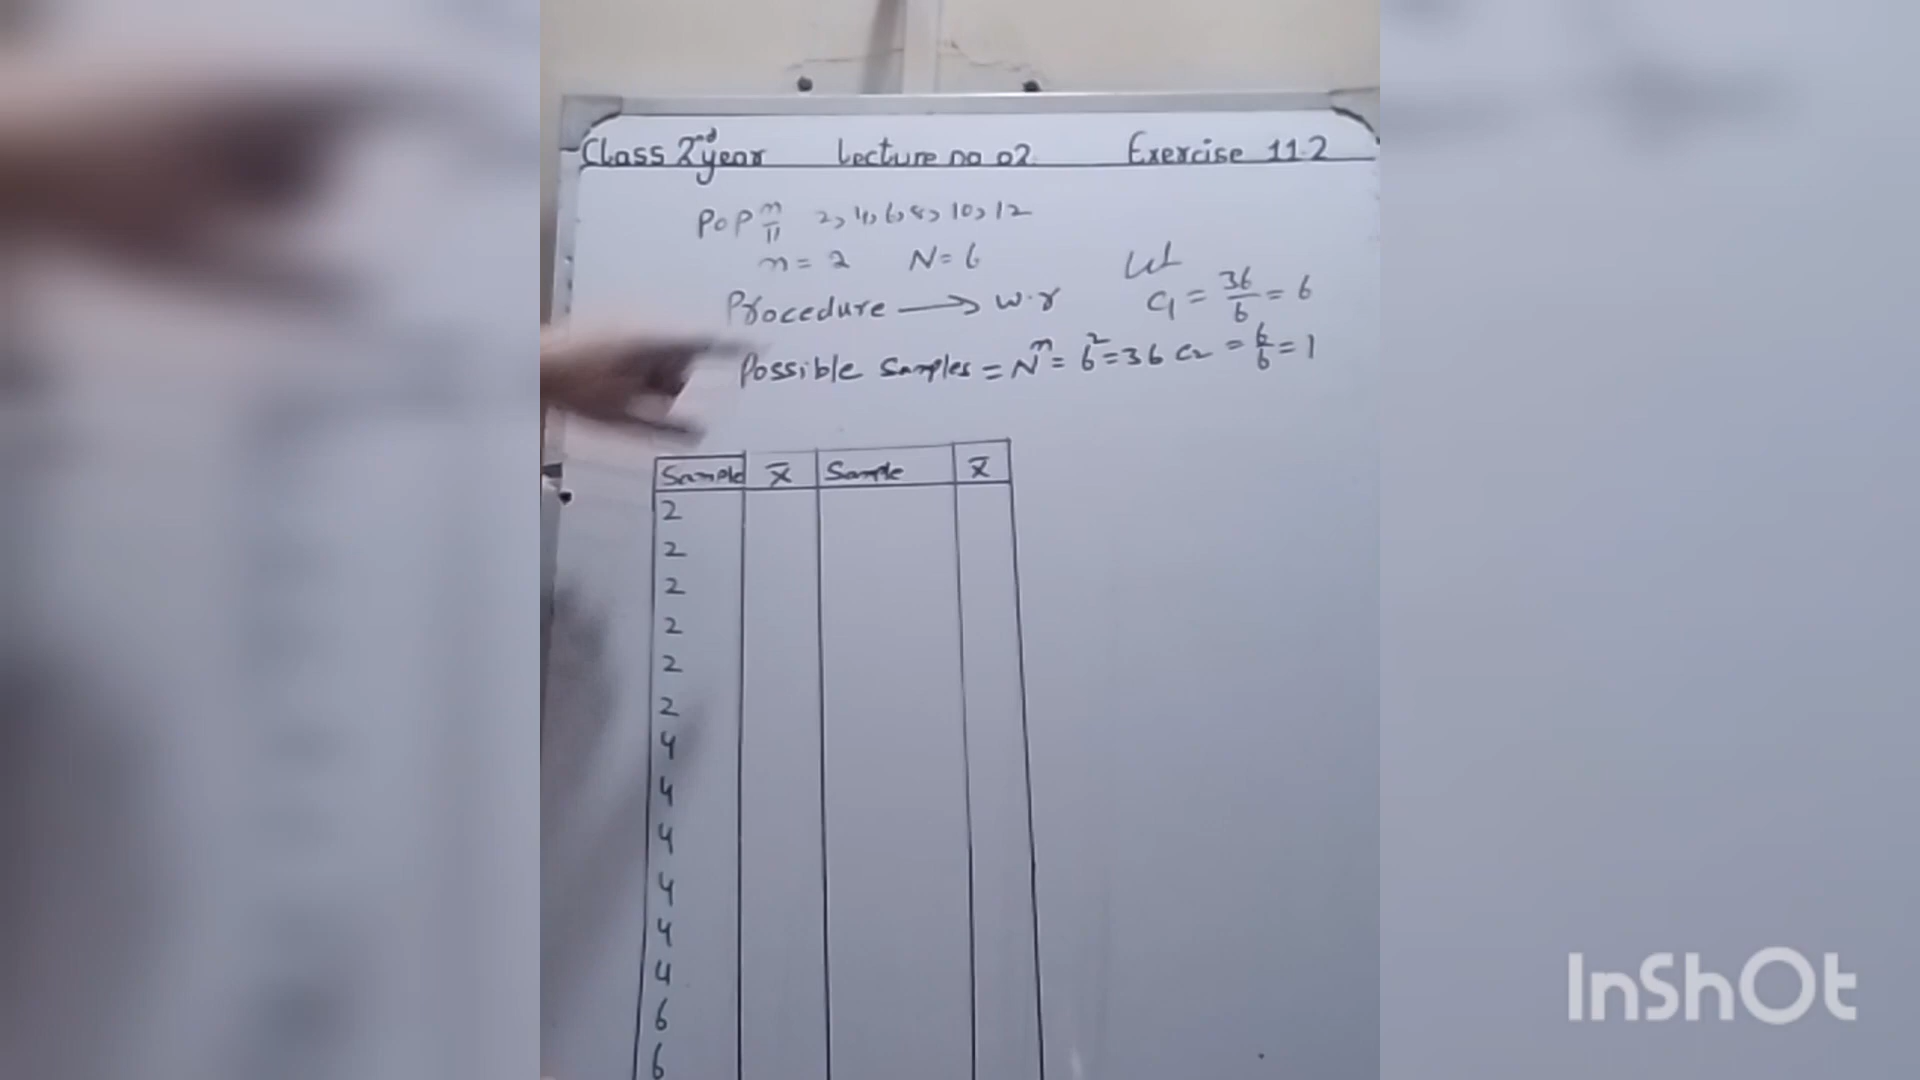 Class 2nd year Lecture no 02 Exercise 11.2
Popn 2, 4, 6, 8, 10, 12
n = 2 N = 6
Procedure → w.r C1 = 36/6 = 6
Possible Samples = N^n = 6^2 = 36 C2 = 6/6 = 1
Sample x̄ Sample x̄
2
2
2
2
2
2
4
4
4
4
4
4
6
6
InShOt